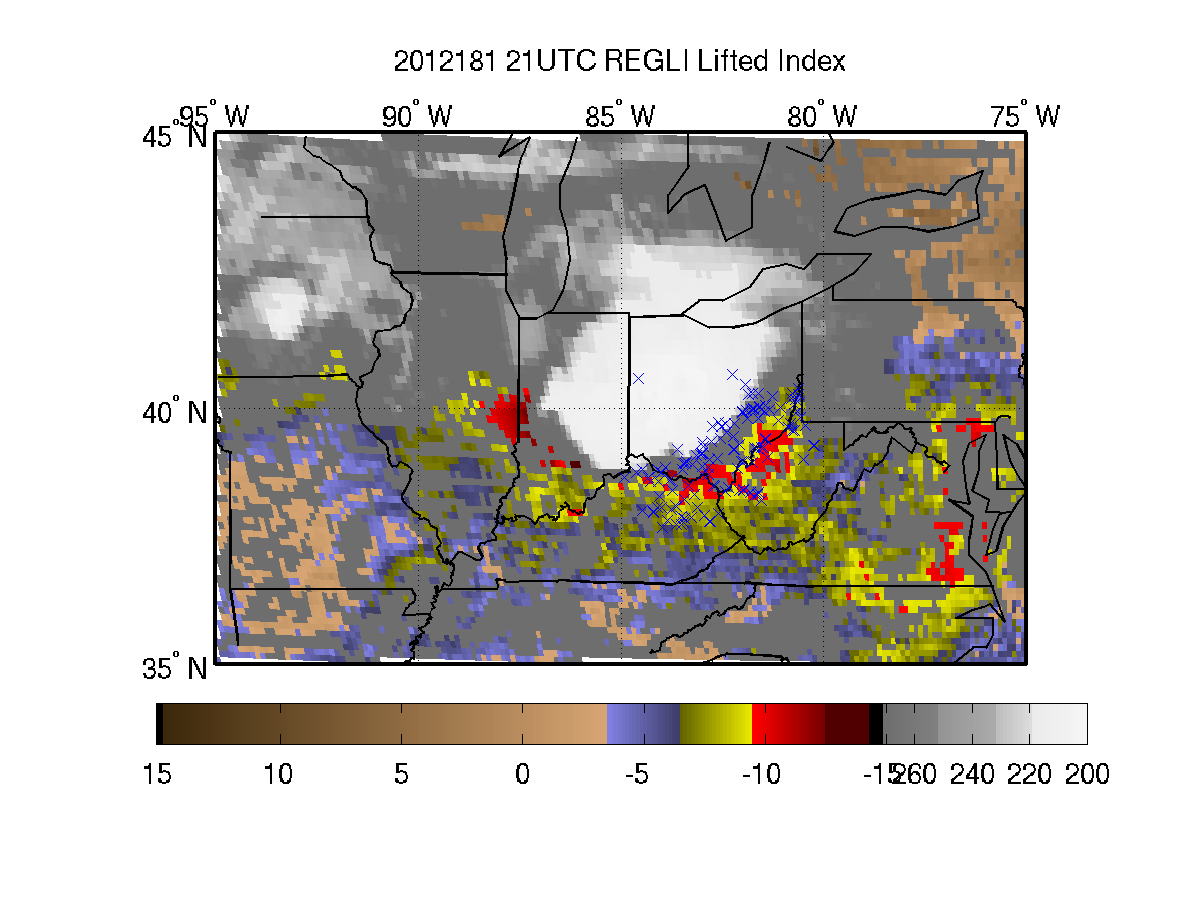 2012181 21UTC REGLI Lifted Index
95° W 90° W 85° W 80° W 75° W
45° N
40° N
35° N
15 10 5 0 -5 -10 -15 260 240 220 200